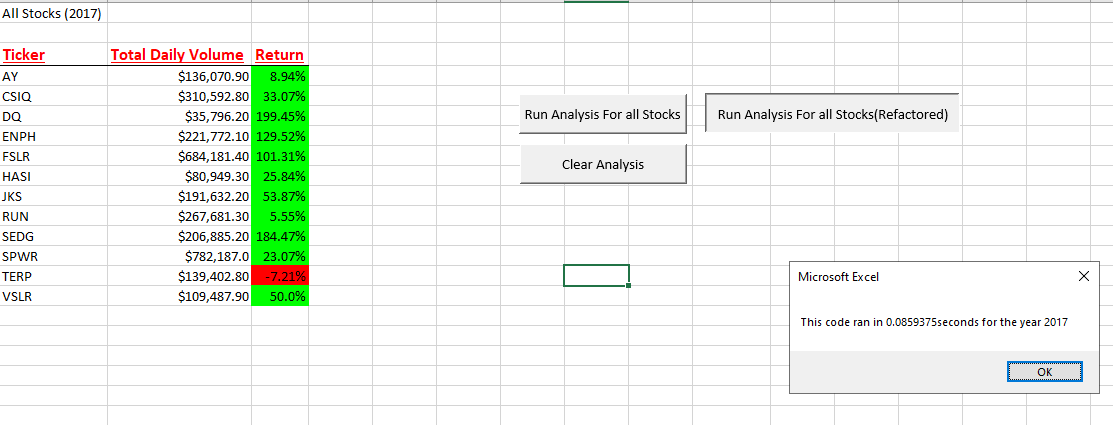 All Stocks (2017)
Ticker Total Daily Volume Return
AY $136,070.90 8.94%
CSIQ $310,592.80 33.07%
DQ $35,796.20 199.45%
ENPH $221,772.10 129.52%
FSLR $684,181.40 101.31%
HASI $80,949.30 25.84%
JKS $191,632.20 53.87%
RUN $267,681.30 5.55%
SEDG $206,885.20 184.47%
SPWR $782,187.0 23.07%
TERP $139,402.80 -7.21%
VSLR $109,487.90 50.0%
Run Analysis For all Stocks
Run Analysis For all Stocks(Refactored)
Clear Analysis
Microsoft Excel
This code ran in 0.0859375seconds for the year 2017
OK